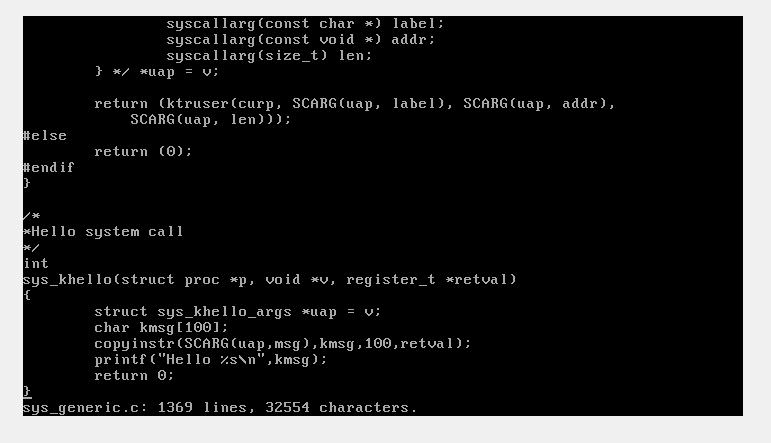 syscallarg(const char *) label;
                syscallarg(const void *) addr;
                syscallarg(size_t) len;
        } */ *uap = v;

        return (ktruser(curp, SCARG(uap, label), SCARG(uap, addr),
            SCARG(uap, len)));
#else
        return (0);
#endif
}

/*
*Hello system call
*/
int
sys_khello(struct proc *p, void *v, register_t *retval)
{
        struct sys_khello_args *uap = v;
        char kmsg[100];
        copyinstr(SCARG(uap,msg),kmsg,100,retval);
        printf("Hello %s\n",kmsg);
        return 0;
}
sys_generic.c: 1369 lines, 32554 characters.